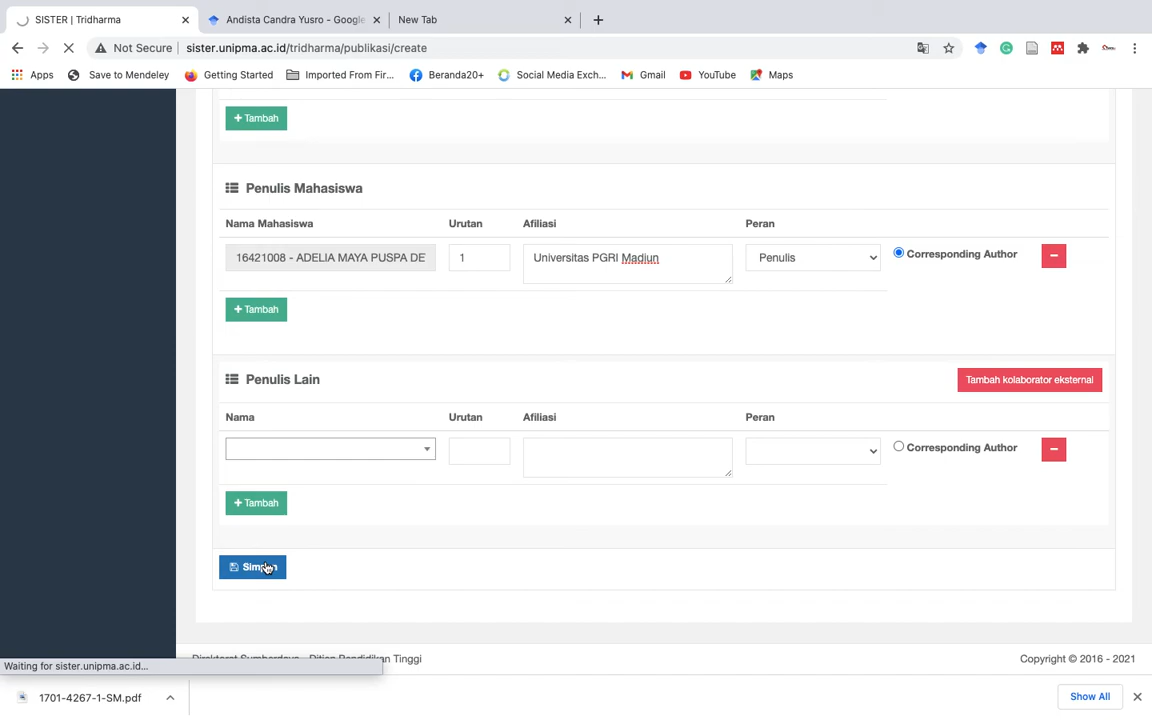 SISTER | Tridharma
Andista Candra Yusro - Google
New Tab
Not Secure
sister.unipma.ac.id/tridharma/publikasi/create
Apps
Save to Mendeley
Getting Started
Imported From Fir...
Beranda20+
Social Media Exch...
Gmail
YouTube
Maps
+ Tambah
Penulis Mahasiswa
Nama Mahasiswa
Urutan
Afiliasi
Peran
16421008 - ADELIA MAYA PUSPA DE
1
Universitas PGRI Madiun
Penulis
Corresponding Author
+ Tambah
Penulis Lain
Tambah kolaborator eksternal
Nama
Urutan
Afiliasi
Peran
Corresponding Author
+ Tambah
Simpan
Waiting for sister.unipma.ac.id...
Tinggi
Copyright © 2016 - 2021
1701-4267-1-SM.pdf
Show All